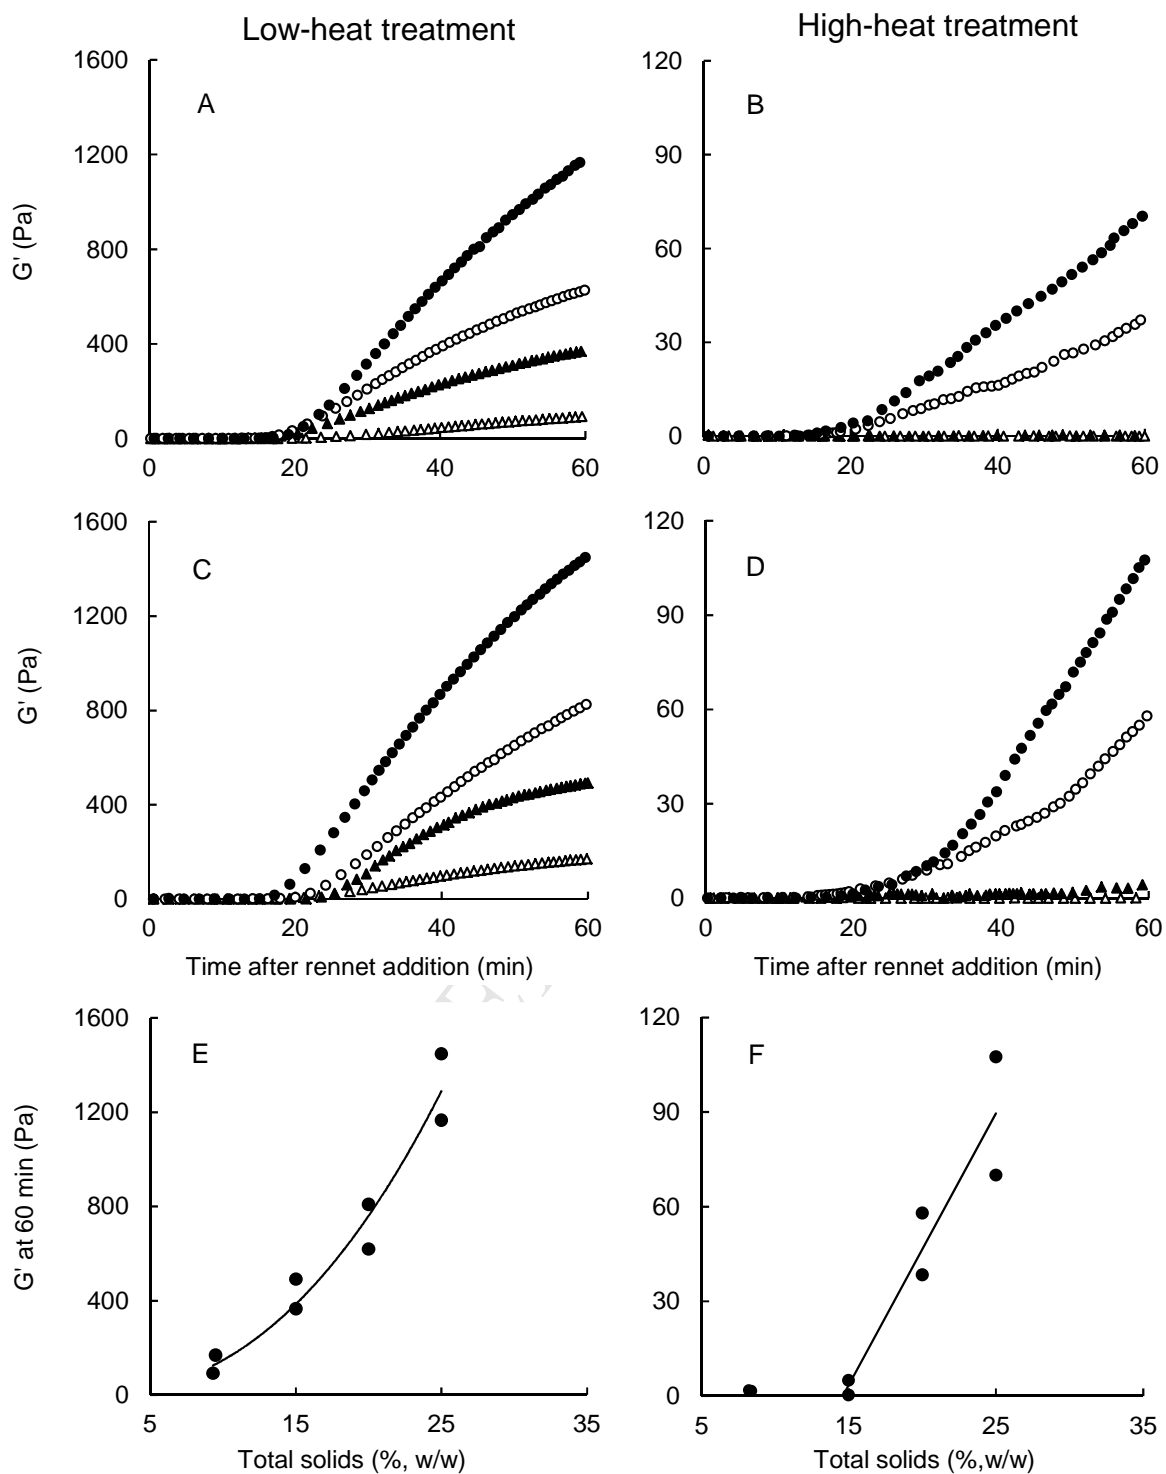 Low-heat treatment
High-heat treatment
1600
1200
800
400
0
G' (Pa)
A
0 20 40 60
120
90
60
30
0
B
0 20 40 60
1600
1200
800
400
0
G' (Pa)
C
0 20 40 60
Time after rennet addition (min)
120
90
60
30
0
D
0 20 40 60
Time after rennet addition (min)
1600
1200
800
400
0
G' at 60 min (Pa)
E
5 15 25 35
Total solids (%, w/w)
120
90
60
30
0
F
5 15 25 35
Total solids (%,w/w)